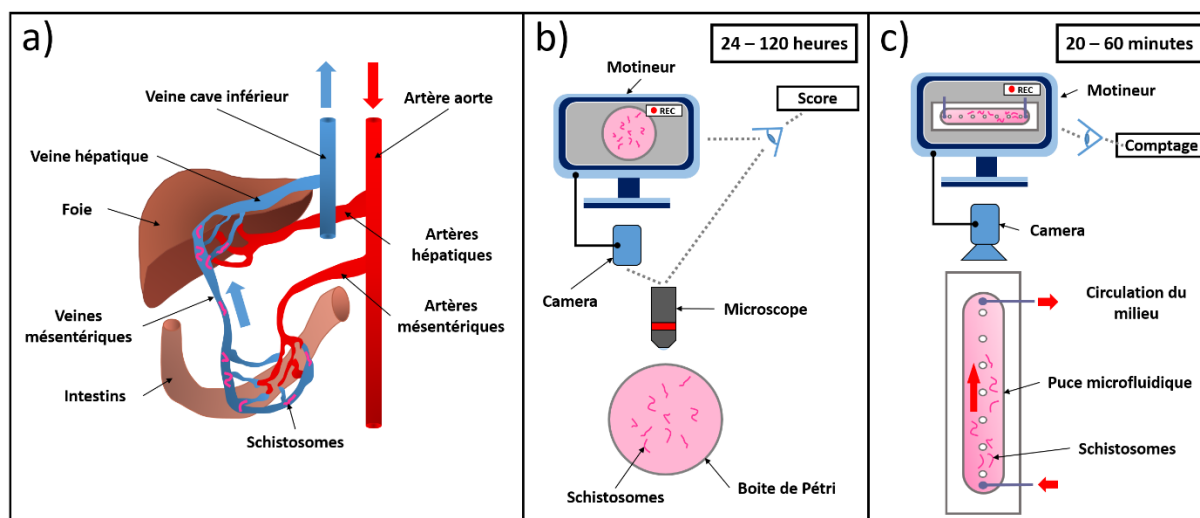 a)
Veine cave inférieur
Artère aorte
Veine hépatique
Foie
Artères
hépatiques
Veines
mésentériques
Artères
mésentériques
Intestins
Schistosomes
b)
24 – 120 heures
Motineur
REC
Score
Camera
Microscope
Schistosomes
Boite de Pétri
c)
20 – 60 minutes
REC
Motineur
Comptage
Camera
Circulation du
milieu
Puce microfluidique
Schistosomes